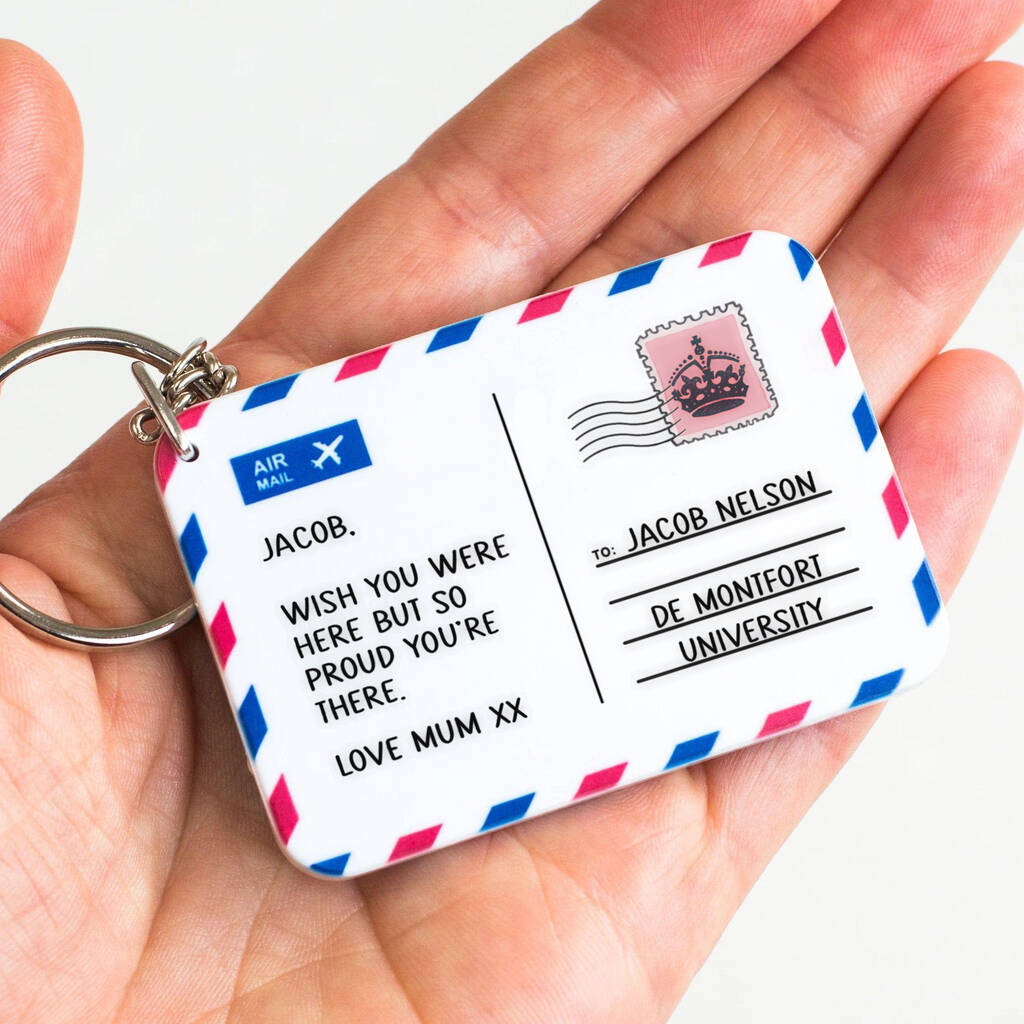 AIR
MAIL
JACOB.
WISH YOU WERE
HERE BUT SO
PROUD YOU'RE
THERE.
LOVE MUM XX
TO: JACOB NELSON
DE MONTFORT
UNIVERSITY